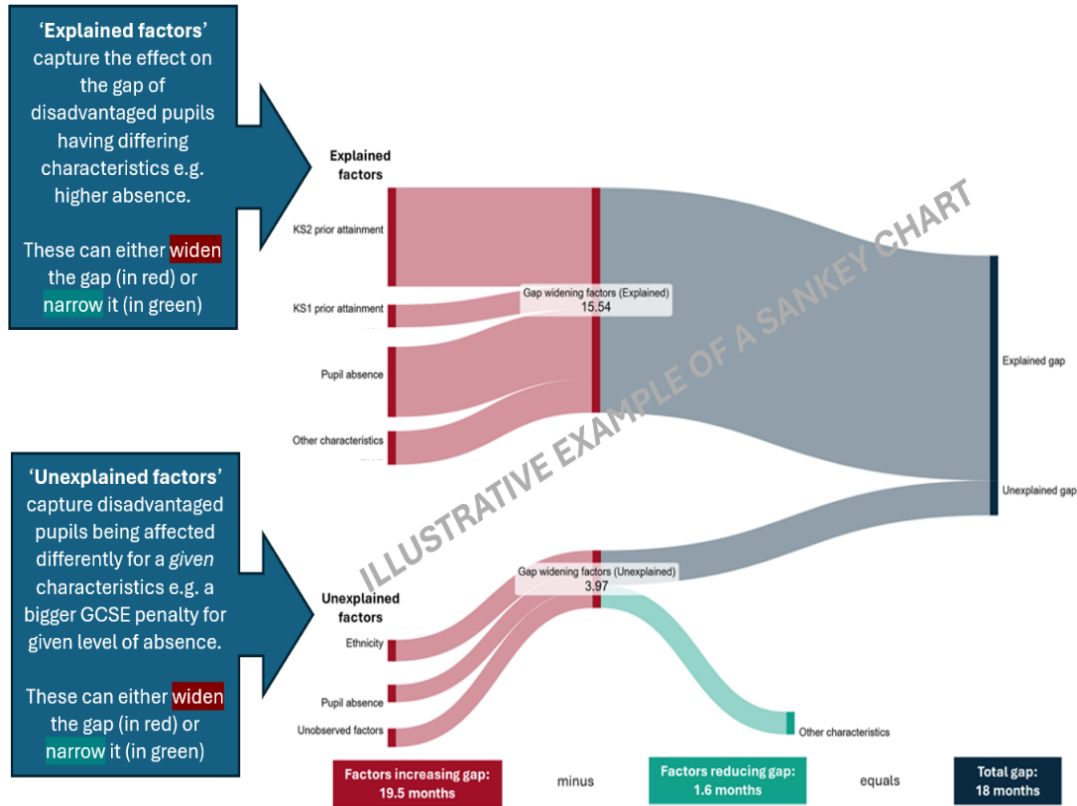 ‘Explained factors’
capture the effect on
the gap of
disadvantaged pupils
having differing
characteristics e.g.
higher absence.
These can either widen
the gap (in red) or
narrow it (in green)
Explained
factors
KS2 prior attainment
KS1 prior attainment
Pupil absence
Other characteristics
Gap widening factors (Explained)
15.54
Explained gap
Unexplained gap
ILLUSTRATIVE EXAMPLE OF A SANKEY CHART
‘Unexplained factors’
capture disadvantaged
pupils being affected
differently for a given
characteristics e.g. a
bigger GCSE penalty for
given level of absence.
These can either widen
the gap (in red) or
narrow it (in green)
Unexplained
factors
Ethnicity
Pupil absence
Unobserved factors
Gap widening factors (Unexplained)
3.97
Other characteristics
Factors increasing gap:
19.5 months
minus
Factors reducing gap:
1.6 months
equals
Total gap:
18 months